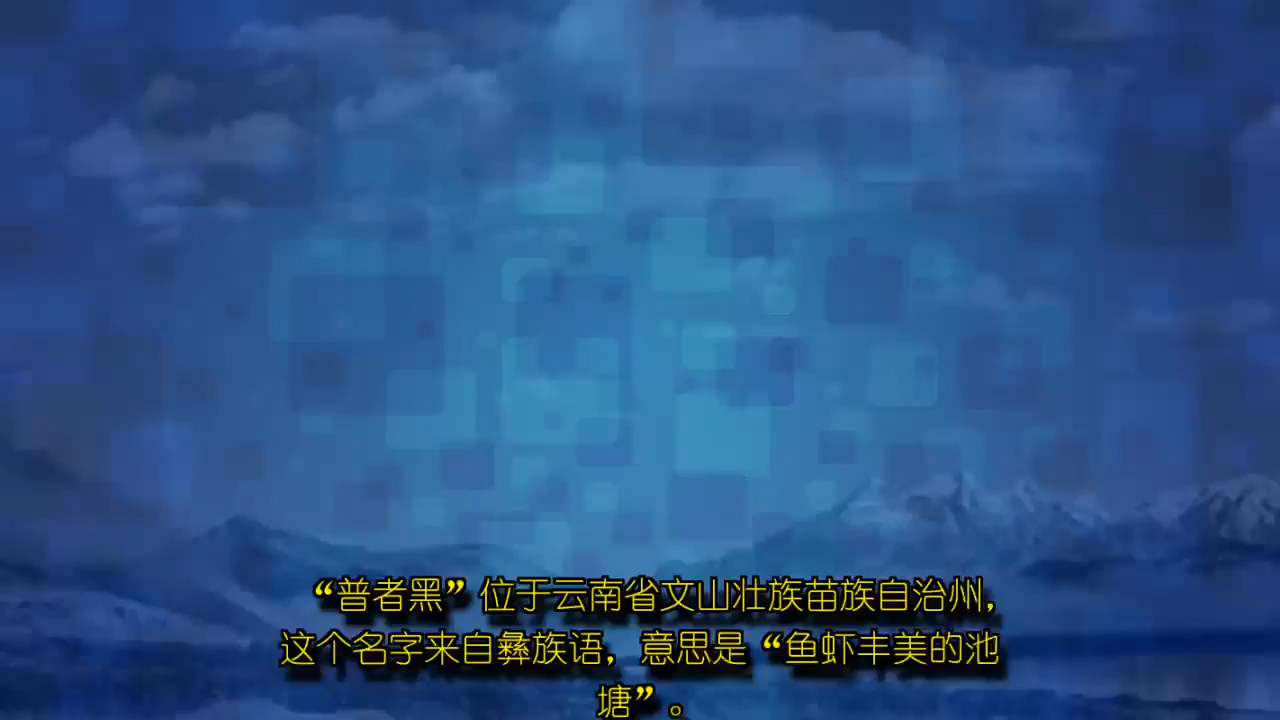 “普者黑”位于云南省文山壮族苗族自治州，
这个名字来自彝族语，意思是“鱼虾丰美的池
塘”。